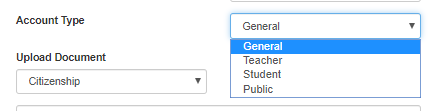 Account Type
General
General
Teacher
Student
Public
Upload Document
Citizenship